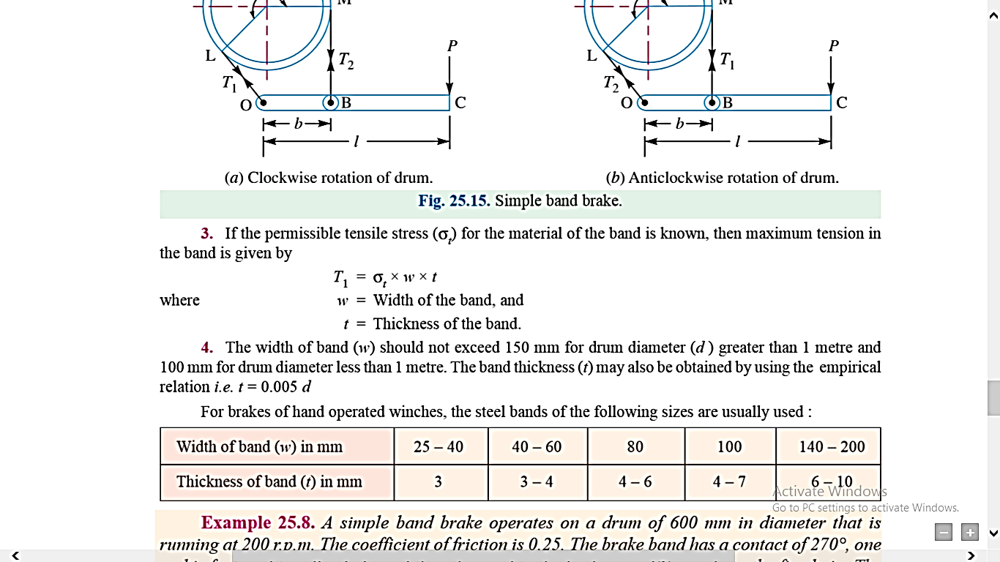 M
M
L
T2
P
T1
O
B
C
b
l
L
T1
P
T2
O
B
C
b
l
(a) Clockwise rotation of drum.
(b) Anticlockwise rotation of drum.
Fig. 25.15. Simple band brake.
3. If the permissible tensile stress (σt) for the material of the band is known, then maximum tension in
the band is given by
T1 = σt × w × t
where w = Width of the band, and
t = Thickness of the band.
4. The width of band (w) should not exceed 150 mm for drum diameter (d ) greater than 1 metre and
100 mm for drum diameter less than 1 metre. The band thickness (t) may also be obtained by using the empirical
relation i.e. t = 0.005 d
For brakes of hand operated winches, the steel bands of the following sizes are usually used :
Width of band (w) in mm 25 – 40 40 – 60 80 100 140 – 200
Thickness of band (t) in mm 3 3 – 4 4 – 6 4 – 7 6 – 10
Activate Windows
Go to PC settings to activate Windows.
Example 25.8. A simple band brake operates on a drum of 600 mm in diameter that is
running at 200 r.p.m. The coefficient of friction is 0.25. The brake band has a contact of 270°, one